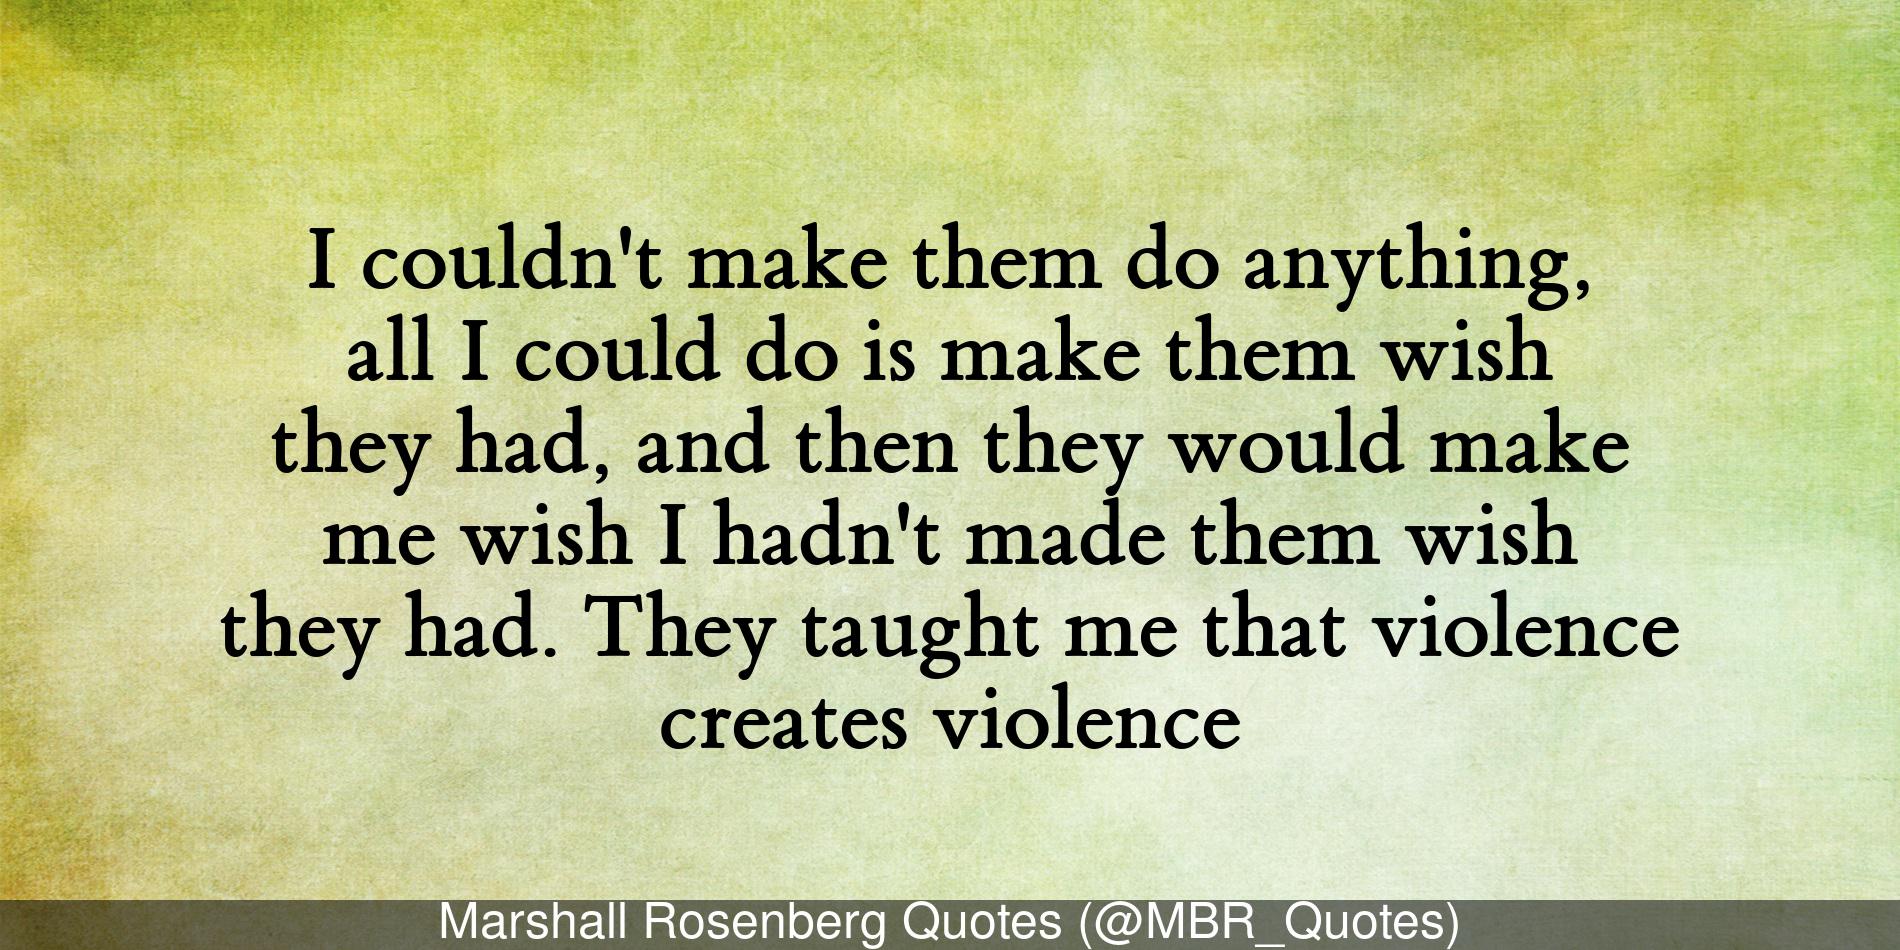 I couldn't make them do anything,
all I could do is make them wish
they had, and then they would make
me wish I hadn't made them wish
they had. They taught me that violence
creates violence
Marshall Rosenberg Quotes (@MBR_Quotes)